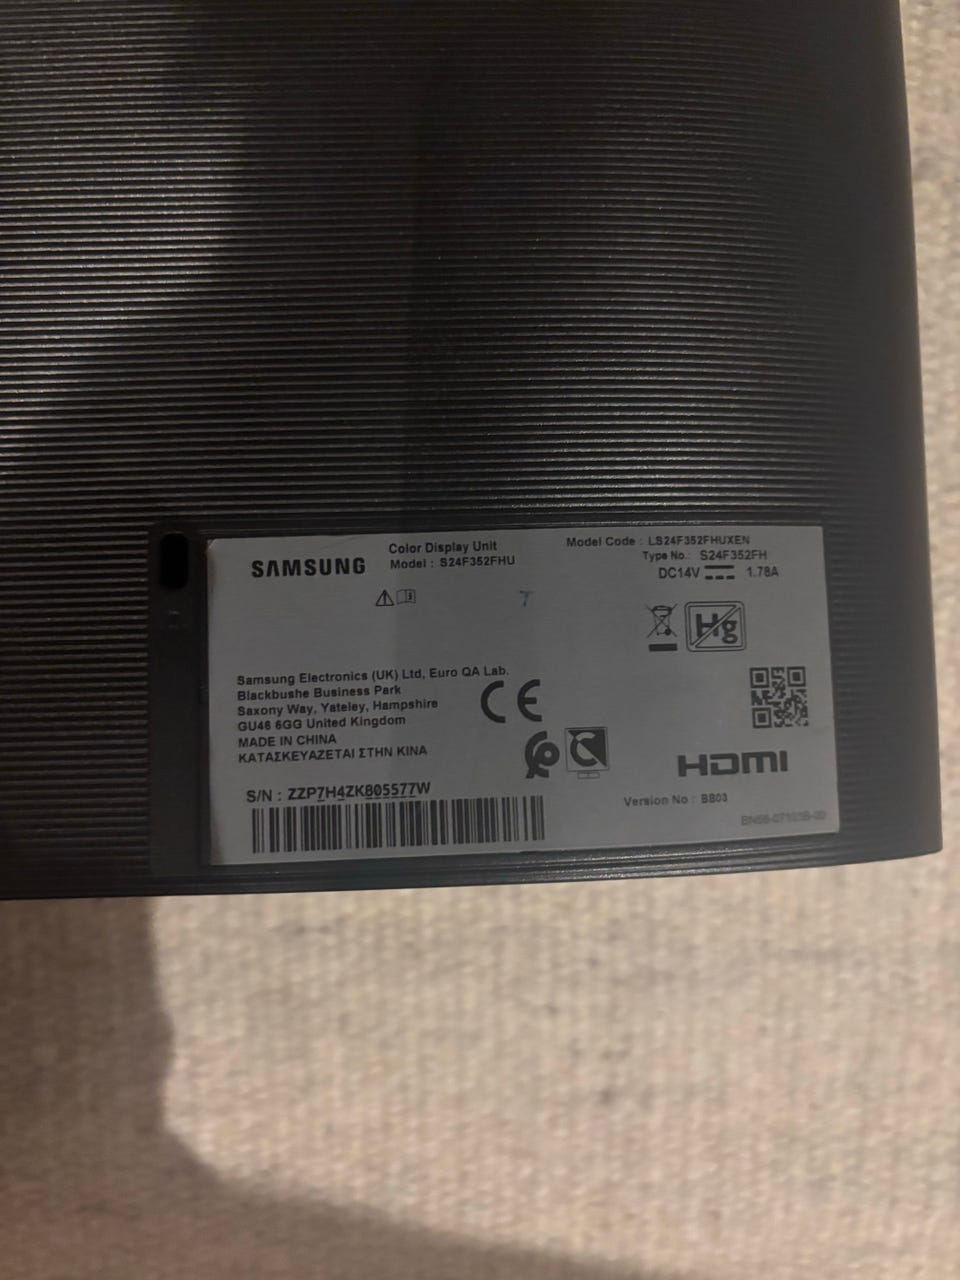 SAMSUNG
Color Display Unit
Model : S24F352FHU
Model Code : LS24F352FHUXEN
Type No.: S24F352FH
DC14V 1.78A
Hg
Samsung Electronics (UK) Ltd, Euro QA Lab.
Blackbushe Business Park
Saxony Way, Yateley, Hampshire
GU46 6GG United Kingdom
MADE IN CHINA
ΚΑΤΑΣΚΕΥΑΖΕΤΑΙ ΣΤΗΝ ΚΙΝΑ
CE
HDMI
S/N : ZZP7H4ZK805577W
Version No : BB03